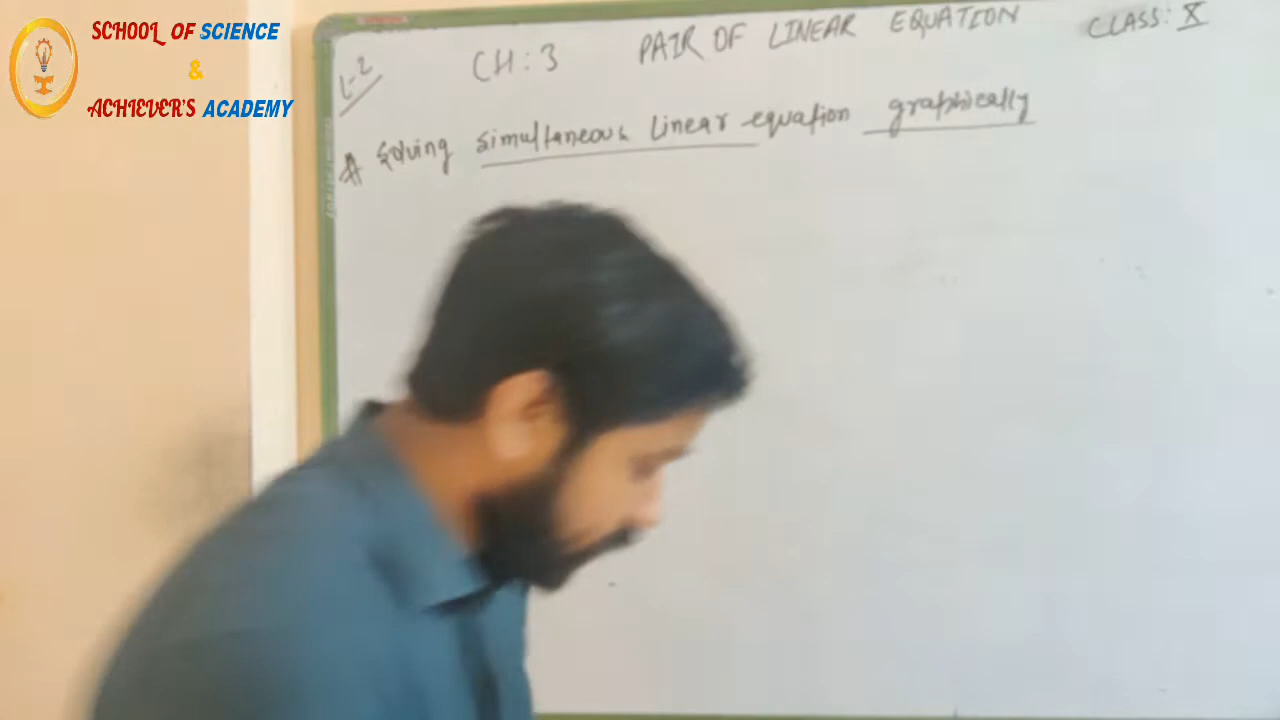 SCHOOL OF SCIENCE
&
ACHIEVER'S ACADEMY
L-2
CH: 3 PAIR OF LINEAR EQUATION CLASS: X
Solving simultaneous linear equation graphically